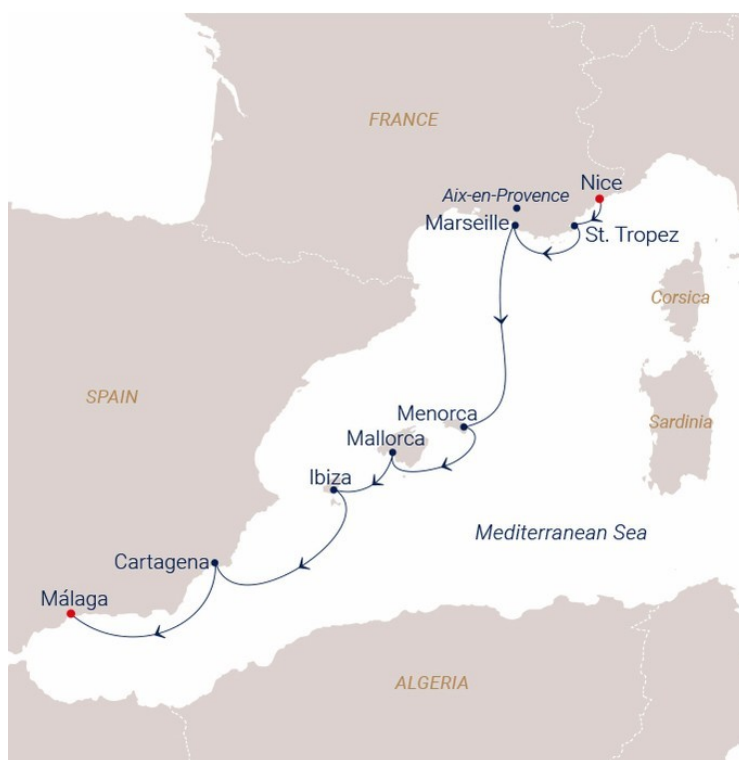 FRANCE
Nice
Aix-en-Provence
Marseille
St. Tropez
Corsica
SPAIN
Menorca
Sardinia
Mallorca
Ibiza
Mediterranean Sea
Cartagena
Málaga
ALGERIA